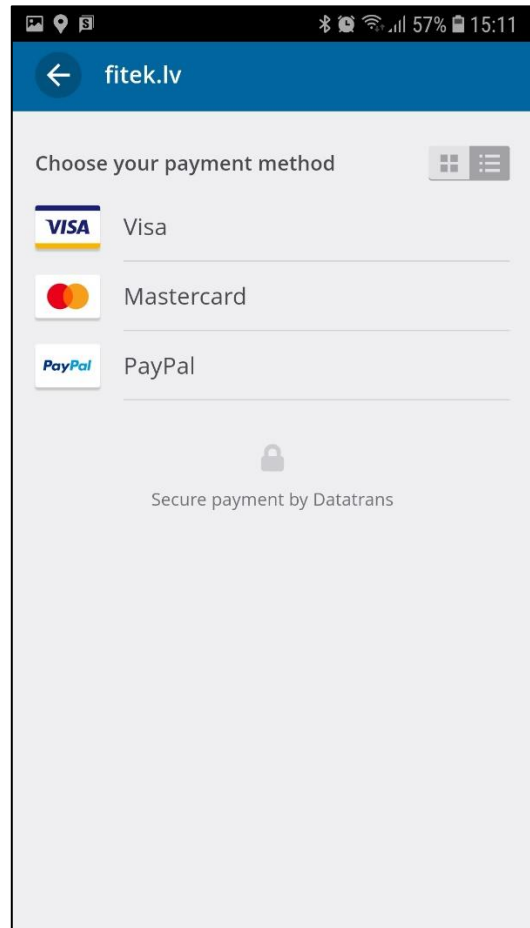 57% 15:11
fitek.lv
Choose your payment method
VISA Visa
Mastercard
PayPal PayPal
Secure payment by Datatrans